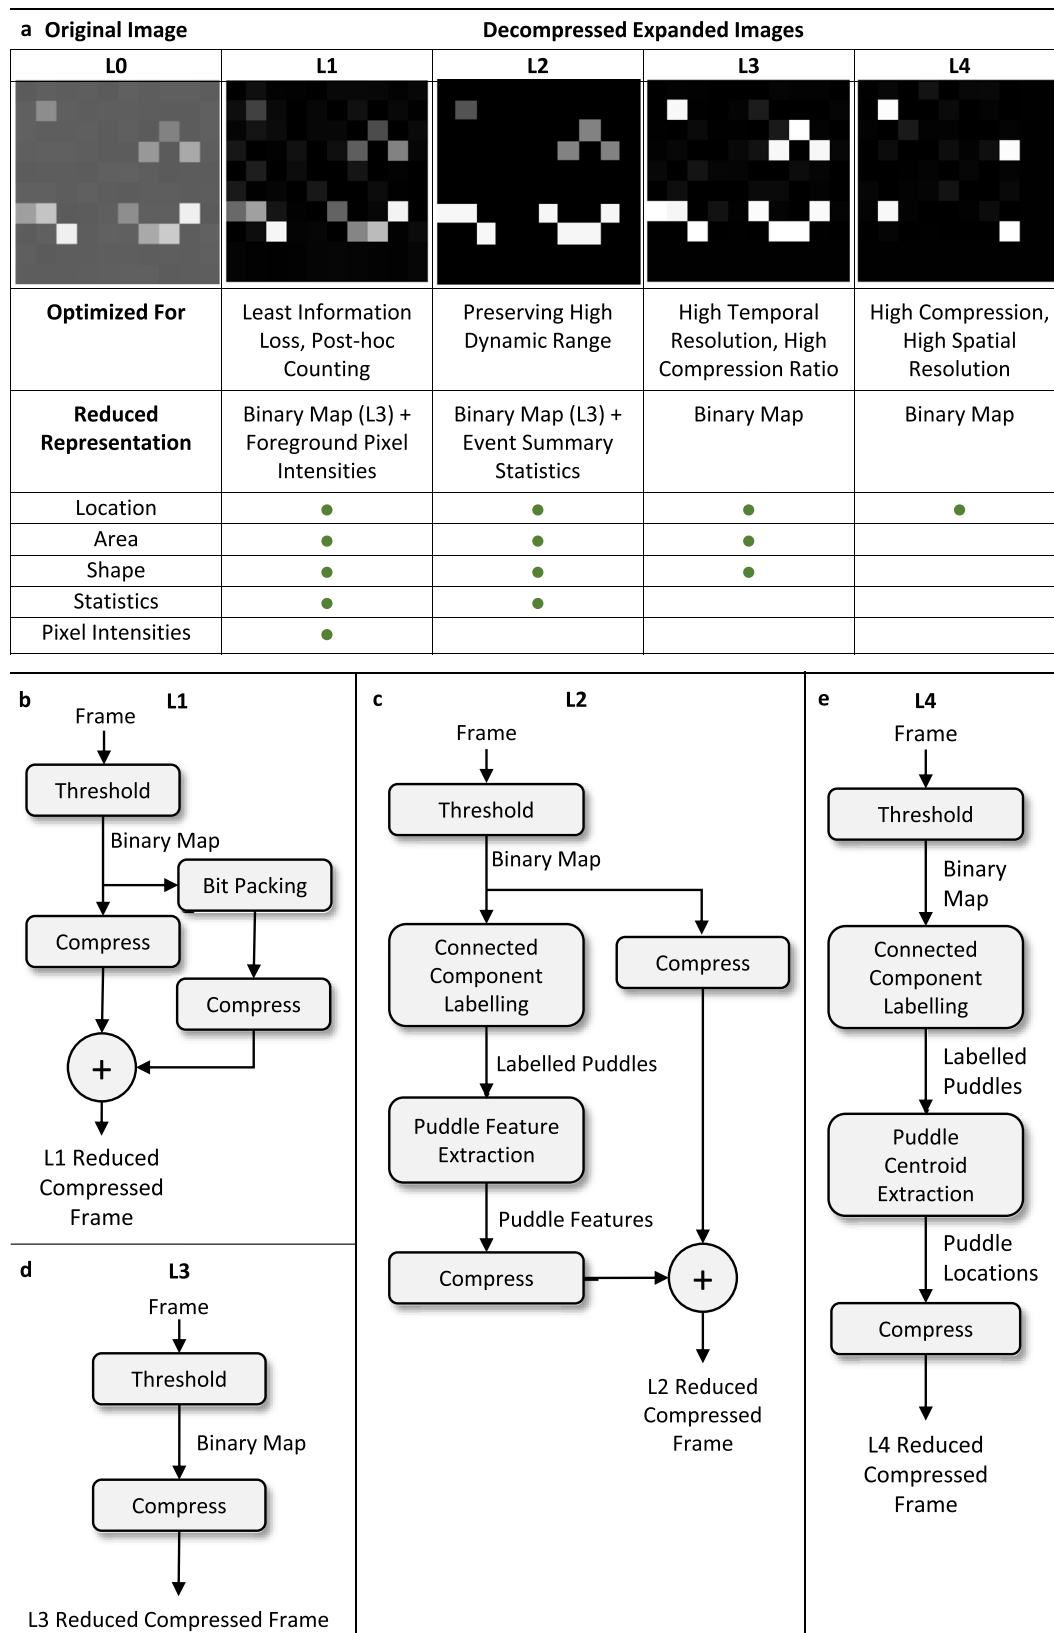 a Original Image
Decompressed Expanded Images
L0 L1 L2 L3 L4
Optimized For
Least Information
Loss, Post-hoc
Counting
Preserving High
Dynamic Range
High Temporal
Resolution, High
Compression Ratio
High Compression,
High Spatial
Resolution
Reduced
Representation
Binary Map (L3) +
Foreground Pixel
Intensities
Binary Map (L3) +
Event Summary
Statistics
Binary Map
Binary Map
Location
Area
Shape
Statistics
Pixel Intensities
b L1
Frame
Threshold
Binary Map
Bit Packing
Compress
Compress
+
L1 Reduced
Compressed
Frame
c L2
Frame
Threshold
Binary Map
Connected
Component
Labelling
Compress
Labelled Puddles
Puddle Feature
Extraction
Puddle Features
Compress
+
L2 Reduced
Compressed
Frame
d L3
Frame
Threshold
Binary Map
Compress
L3 Reduced Compressed Frame
e L4
Frame
Threshold
Binary
Map
Connected
Component
Labelling
Labelled
Puddles
Puddle
Centroid
Extraction
Puddle
Locations
Compress
L4 Reduced
Compressed
Frame